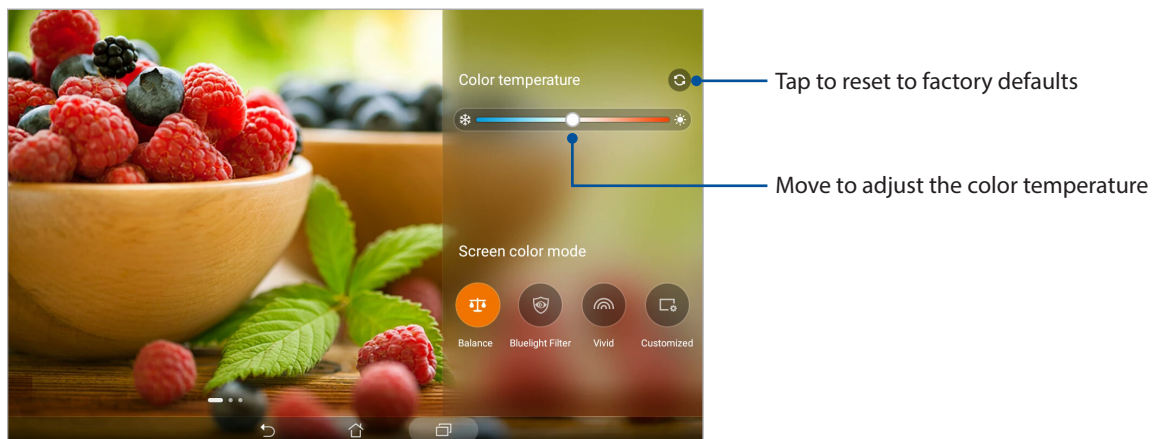 Color temperature
Tap to reset to factory defaults
Move to adjust the color temperature
Screen color mode
Balance Bluelight Filter Vivid Customized